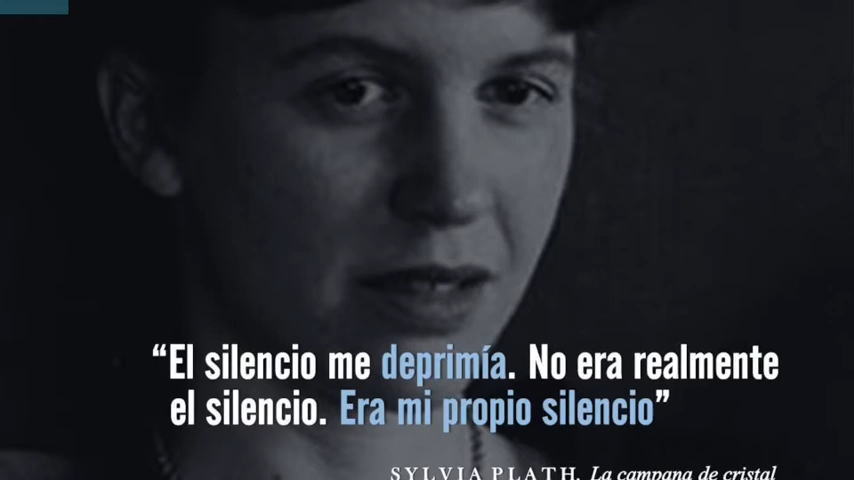 “El silencio me deprimía. No era realmente
el silencio. Era mi propio silencio”
SYLVIA PLATH. La campana de cristal